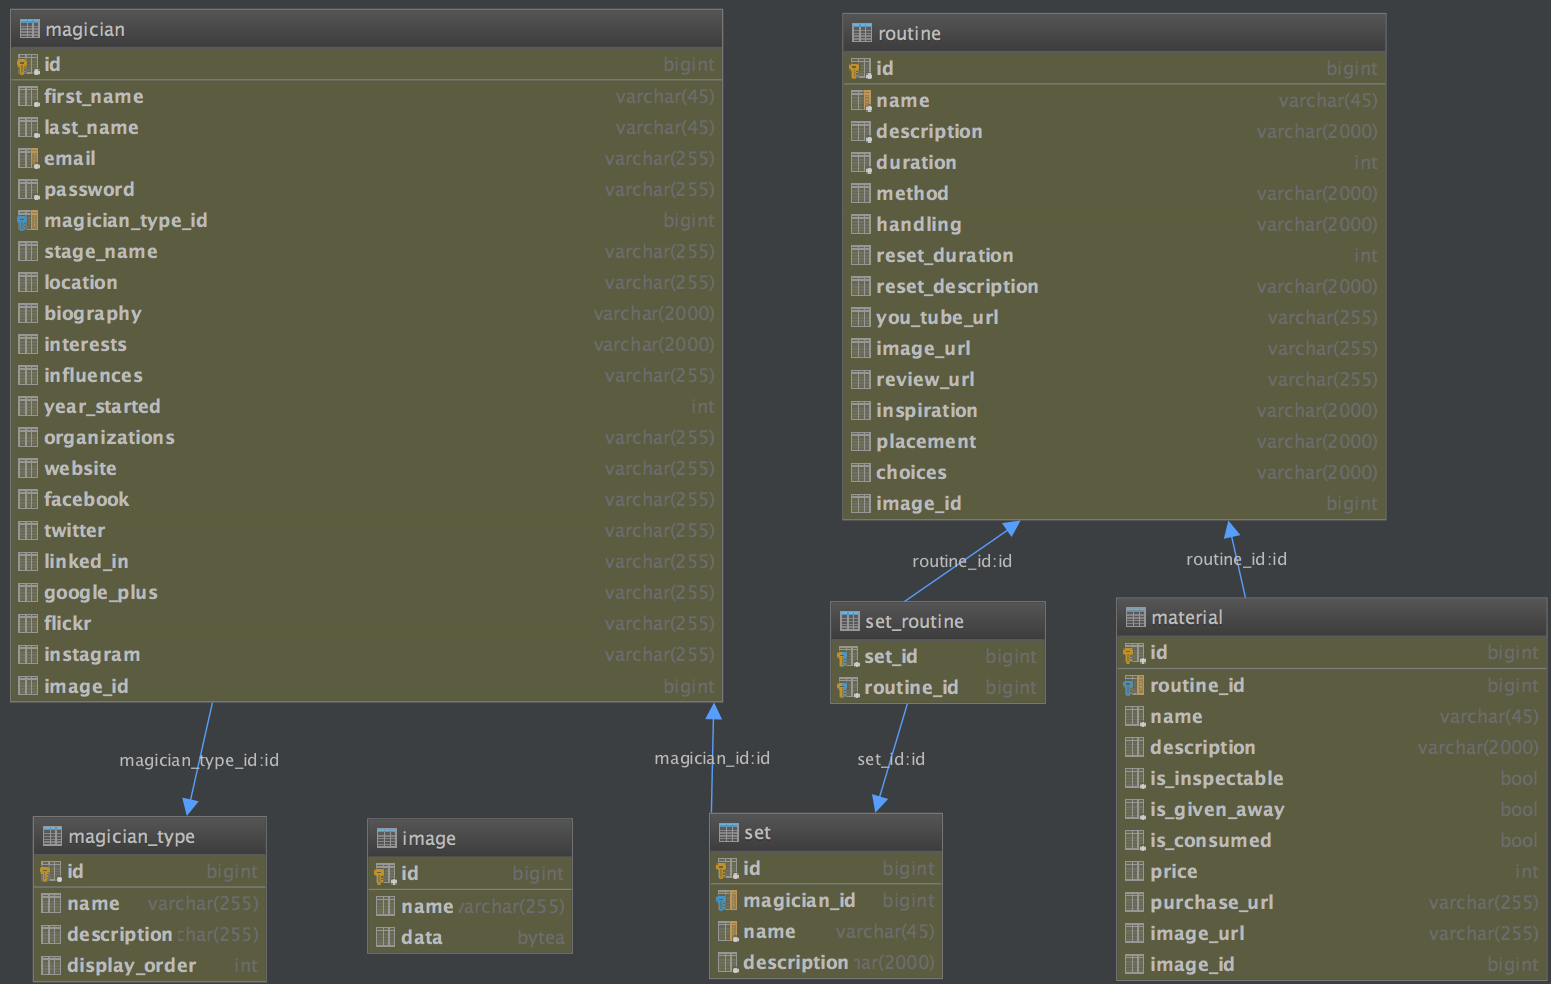 magician
id bigint
first_name varchar(45)
last_name varchar(45)
email varchar(255)
password varchar(255)
magician_type_id bigint
stage_name varchar(255)
location varchar(255)
biography varchar(2000)
interests varchar(2000)
influences varchar(255)
year_started int
organizations varchar(255)
website varchar(255)
facebook varchar(255)
twitter varchar(255)
linked_in varchar(255)
google_plus varchar(255)
flickr varchar(255)
instagram varchar(255)
image_id bigint
routine
id bigint
name varchar(45)
description varchar(2000)
duration int
method varchar(2000)
handling varchar(2000)
reset_duration int
reset_description varchar(2000)
you_tube_url varchar(255)
image_url varchar(255)
review_url varchar(255)
inspiration varchar(2000)
placement varchar(2000)
choices varchar(2000)
image_id bigint
routine_id:id
routine_id:id
set_routine
set_id bigint
routine_id bigint
material
id bigint
routine_id bigint
name varchar(45)
description varchar(2000)
is_inspectable bool
is_given_away bool
is_consumed bool
price int
purchase_url varchar(255)
image_url varchar(255)
image_id bigint
magician_type_id:id
magician_id:id
set_id:id
magician_type
id bigint
name varchar(255)
description char(255)
display_order int
image
id bigint
name varchar(255)
data bytea
set
id bigint
magician_id bigint
name varchar(45)
description har(2000)